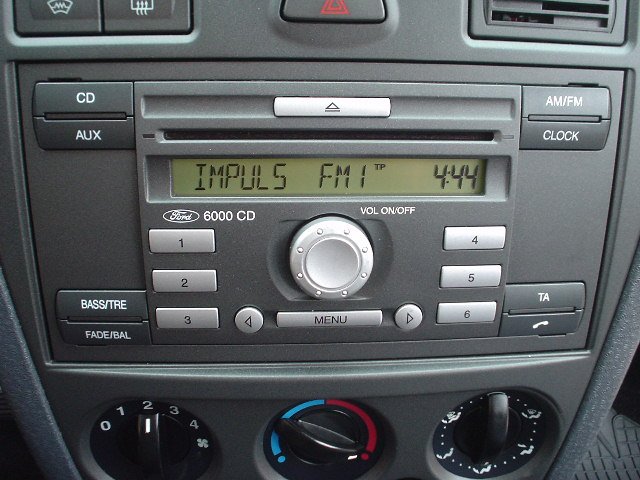 CD
AM/FM
AUX
CLOCK
IMPULS FM1 TP 4:44
Ford 6000 CD
VOL ON/OFF
1
4
2
5
BASS/TRE
TA
3
MENU
6
FADE/BAL
0 1 2 3 4